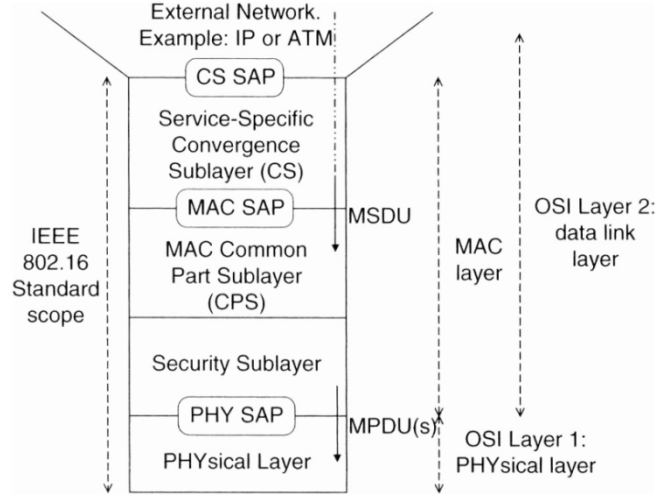 External Network.
Example: IP or ATM
CS SAP
Service-Specific
Convergence
Sublayer (CS)
MAC SAP
MSDU
MAC Common
Part Sublayer
(CPS)
Security Sublayer
PHY SAP
MPDU(s)
PHYsical Layer
IEEE
802.16
Standard
scope
MAC
layer
OSI Layer 2:
data link
layer
OSI Layer 1:
PHYsical layer